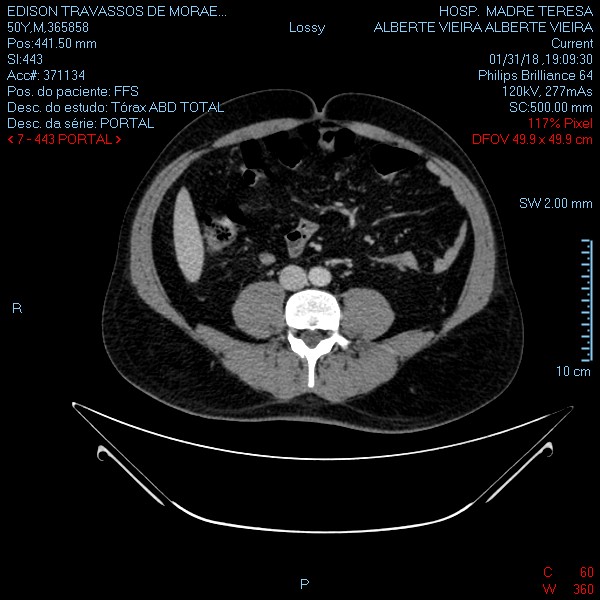 EDISON TRAVASSOS DE MORAE...
50Y,M,365858
Pos:441.50 mm
SI:443
Acc#: 371134
Pos. do paciente: FFS
Desc. do estudo: Tórax ABD TOTAL
Desc. da série: PORTAL
< 7 - 443 PORTAL >
Lossy
HOSP. MADRE TERESA
ALBERTE VIEIRA ALBERTE VIEIRA
Current
01/31/18 ,19:09:30
Philips Brilliance 64
120kV, 277mAs
SC:500.00 mm
117% Pixel
DFOV 49.9 x 49.9 cm
SW 2.00 mm
R
10 cm
P
C 60
W 360